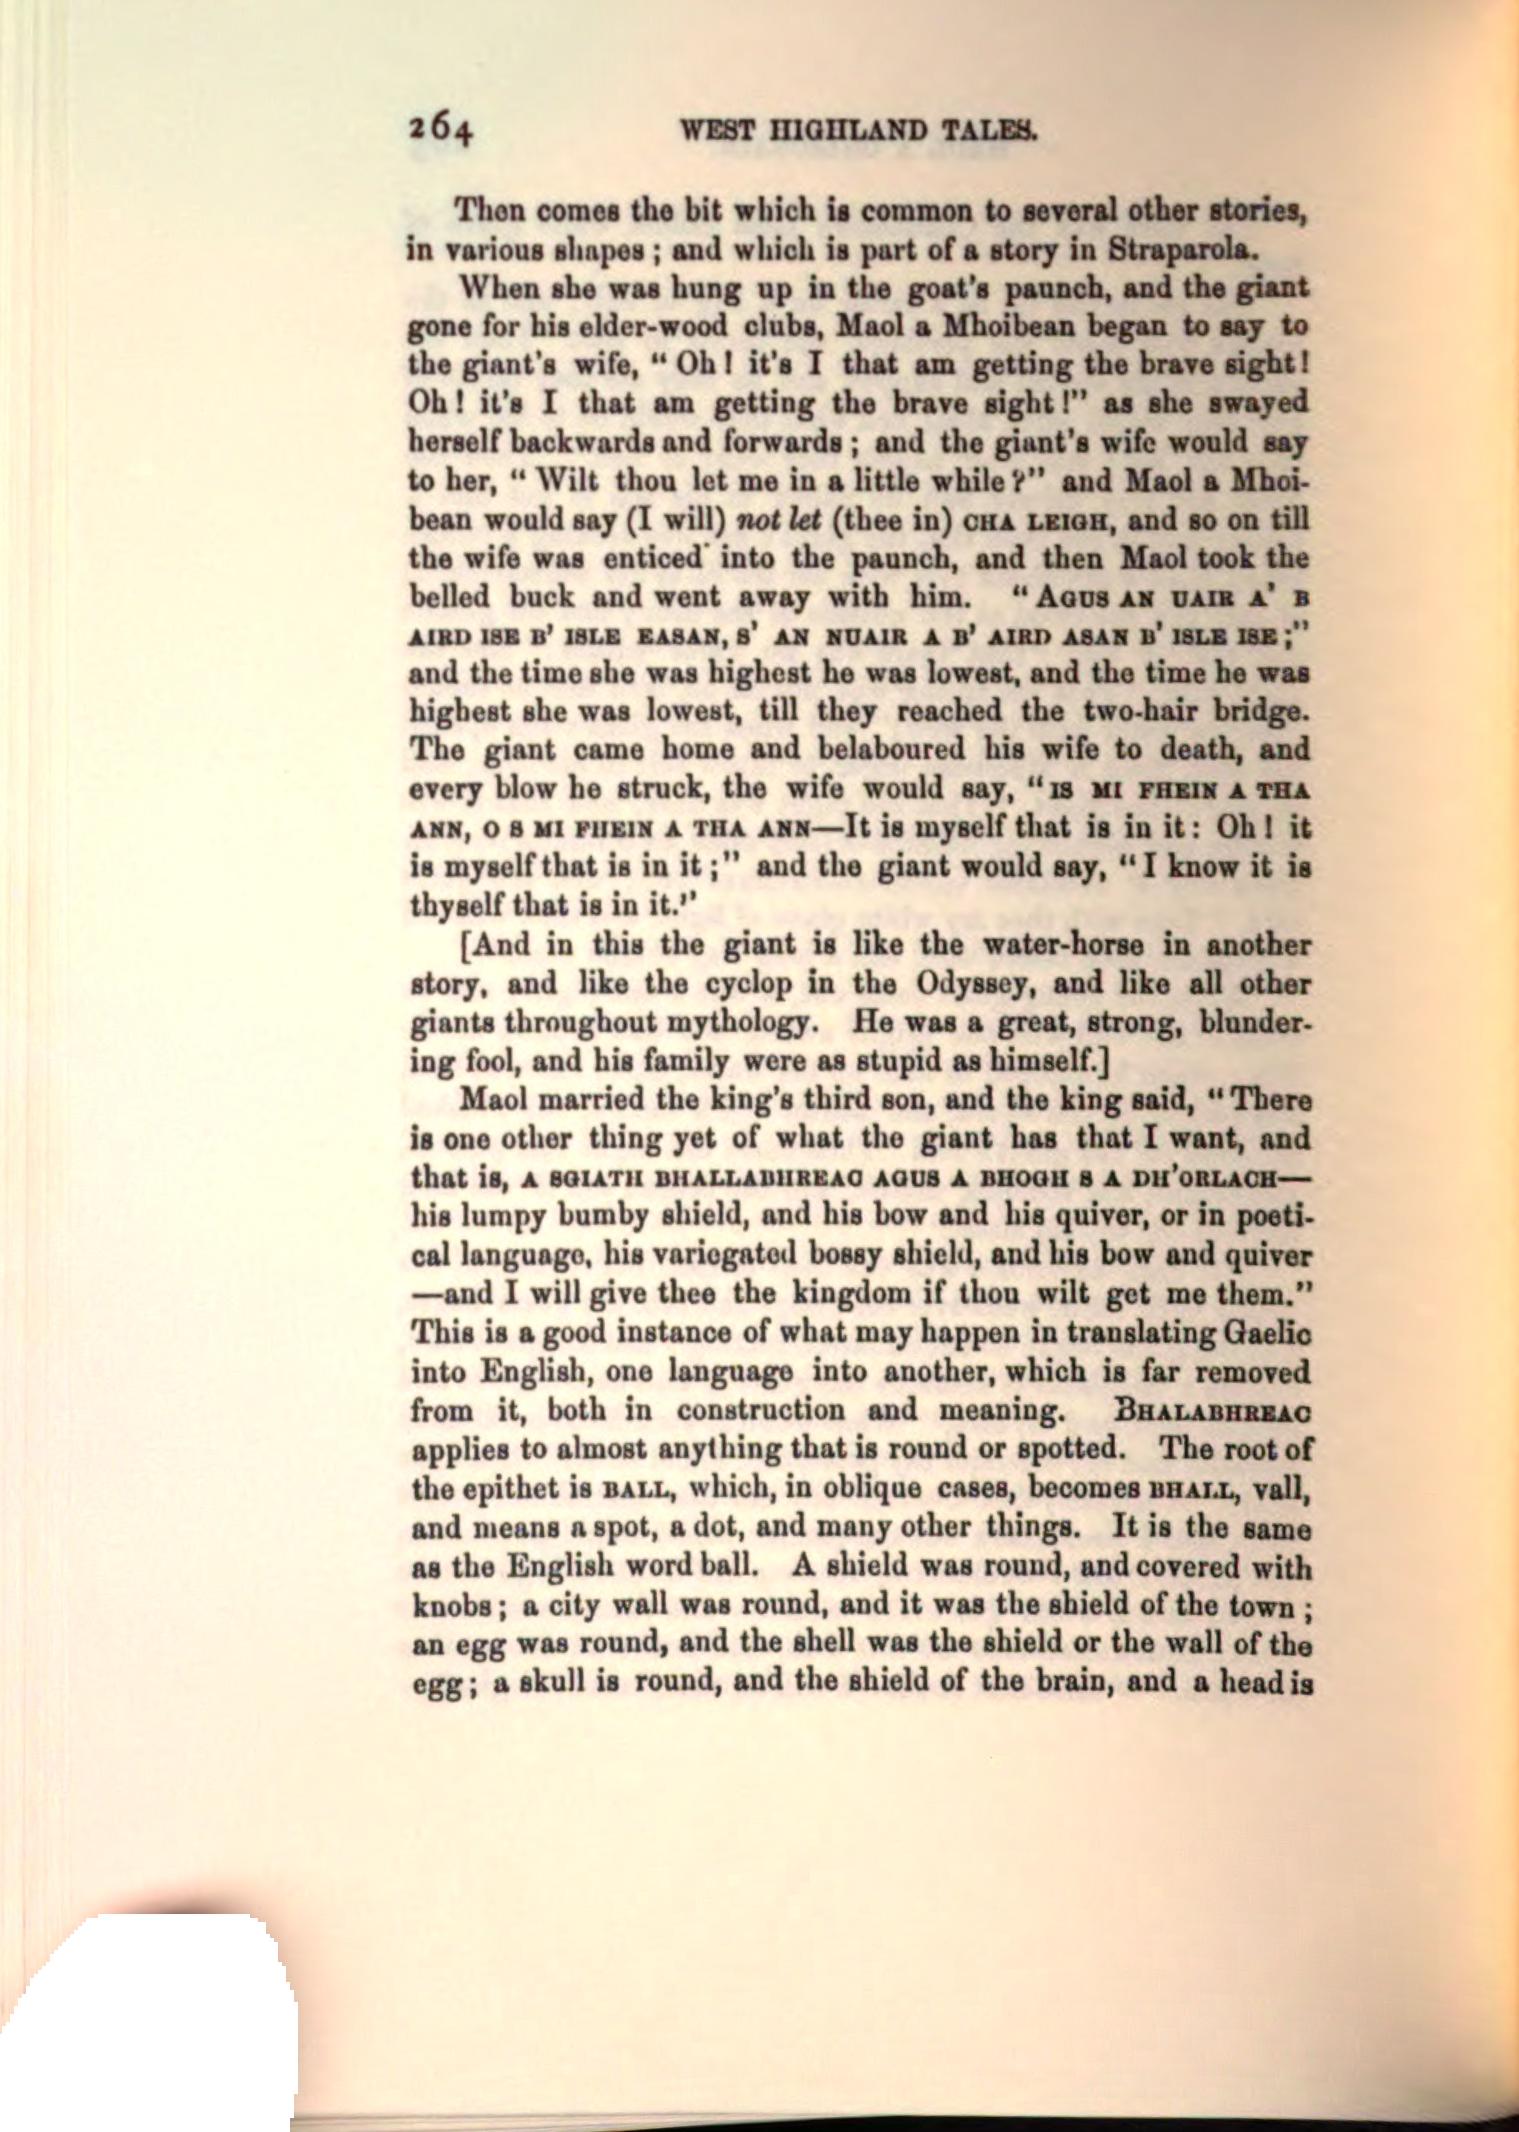 264 WEST HIGHLAND TALES.
Then comes the bit which is common to several other stories,
in various shapes; and which is part of a story in Straparola.
When she was hung up in the goat's paunch, and the giant
gone for his elder-wood clubs, Maol a Mhoibean began to say to
the giant's wife, "Oh! it's I that am getting the brave sight!
Oh! it's I that am getting the brave sight!" as she swayed
herself backwards and forwards; and the giant's wife would say
to her, "Wilt thou let me in a little while?" and Maol a Mhoi-
bean would say (I will) not let (thee in) CHA LEIGH, and so on till
the wife was enticed into the paunch, and then Maol took the
belled buck and went away with him. "AGUS AN UAIR A' B
AIRD ISE B' ISLE EASAN, S' AN NUAIR A B' AIRD ASAN B' ISLE ISE;"
and the time she was highest he was lowest, and the time he was
highest she was lowest, till they reached the two-hair bridge.
The giant came home and belaboured his wife to death, and
every blow he struck, the wife would say, "IS MI FHEIN A THA
ANN, O S MI FHEIN A THA ANN—It is myself that is in it: Oh! it
is myself that is in it;" and the giant would say, "I know it is
thyself that is in it."
[And in this the giant is like the water-horse in another
story, and like the cyclop in the Odyssey, and like all other
giants throughout mythology. He was a great, strong, blunder-
ing fool, and his family were as stupid as himself.]
Maol married the king's third son, and the king said, "There
is one other thing yet of what the giant has that I want, and
that is, A SGIATH BHALLABHREAC AGUS A BHOGH S A DH'ORLACH—
his lumpy bumby shield, and his bow and his quiver, or in poeti-
cal language, his variegated bossy shield, and his bow and quiver
—and I will give thee the kingdom if thou wilt get me them."
This is a good instance of what may happen in translating Gaelic
into English, one language into another, which is far removed
from it, both in construction and meaning. BHALABHREAC
applies to almost anything that is round or spotted. The root of
the epithet is BALL, which, in oblique cases, becomes BHALL, vall,
and means a spot, a dot, and many other things. It is the same
as the English word ball. A shield was round, and covered with
knobs; a city wall was round, and it was the shield of the town;
an egg was round, and the shell was the shield or the wall of the
egg; a skull is round, and the shield of the brain, and a head is